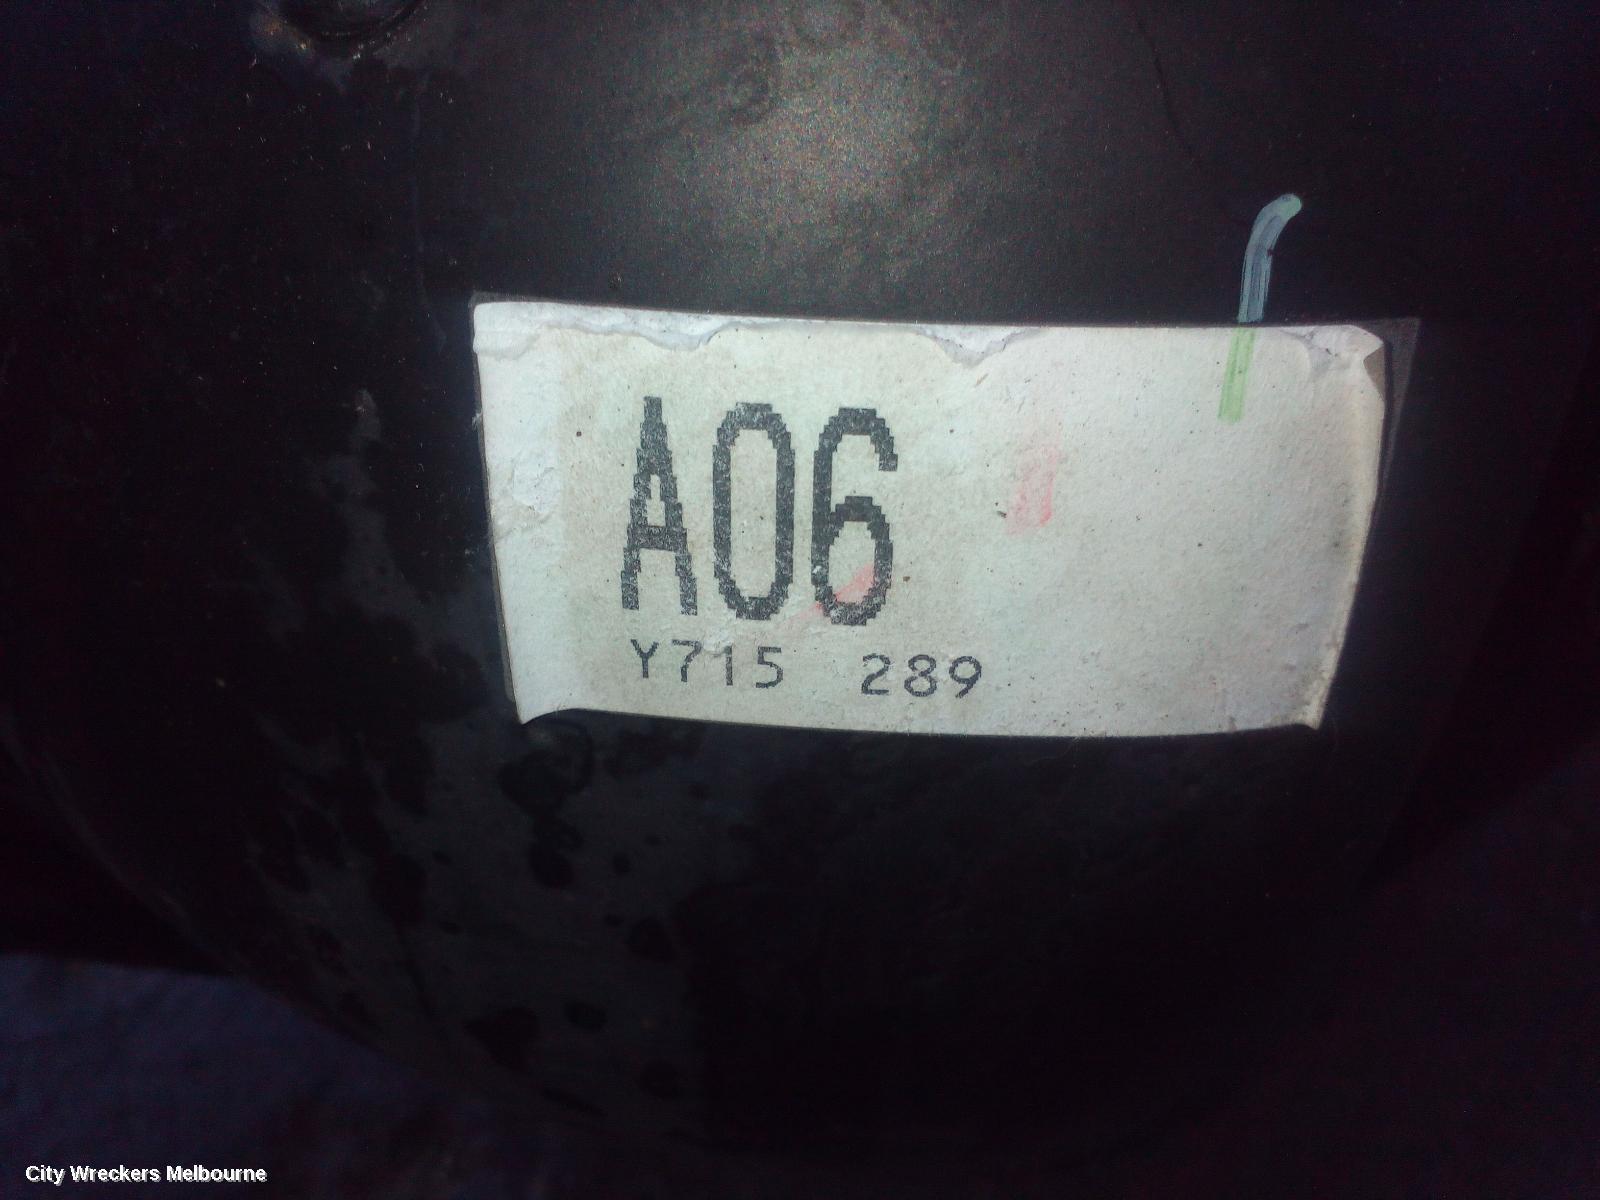 A06
Y715 289
City Wreckers Melbourne